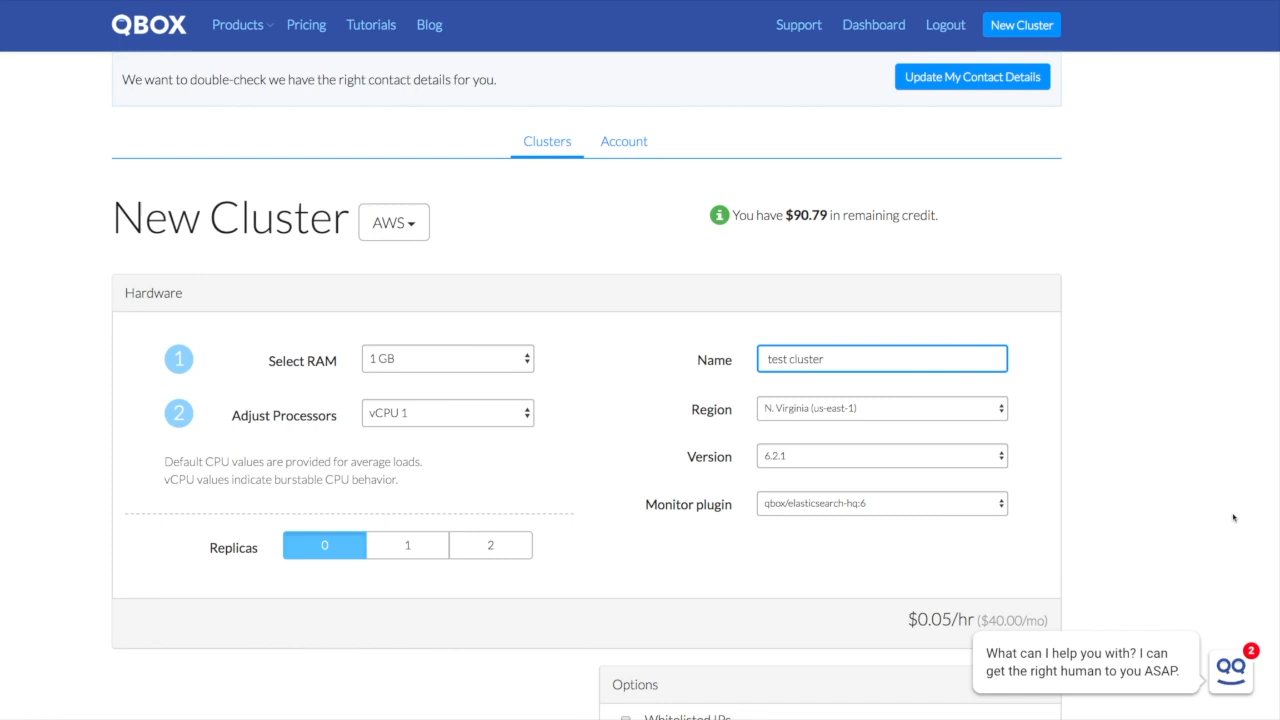 QBOX Products Pricing Tutorials Blog Support Dashboard Logout New Cluster
We want to double-check we have the right contact details for you. Update My Contact Details
Clusters Account
New Cluster AWS You have $90.79 in remaining credit.
Hardware
1 Select RAM 1 GB Name test cluster
2 Adjust Processors vCPU 1 Region N. Virginia (us-east-1)
Default CPU values are provided for average loads.
vCPU values indicate burstable CPU behavior.
Version 6.2.1
Monitor plugin qbox/elasticsearch-hq:6
Replicas 0 1 2
$0.05/hr ($40.00/mo)
What can I help you with? I can
get the right human to you ASAP.
2
Options
Whitelisted IPs